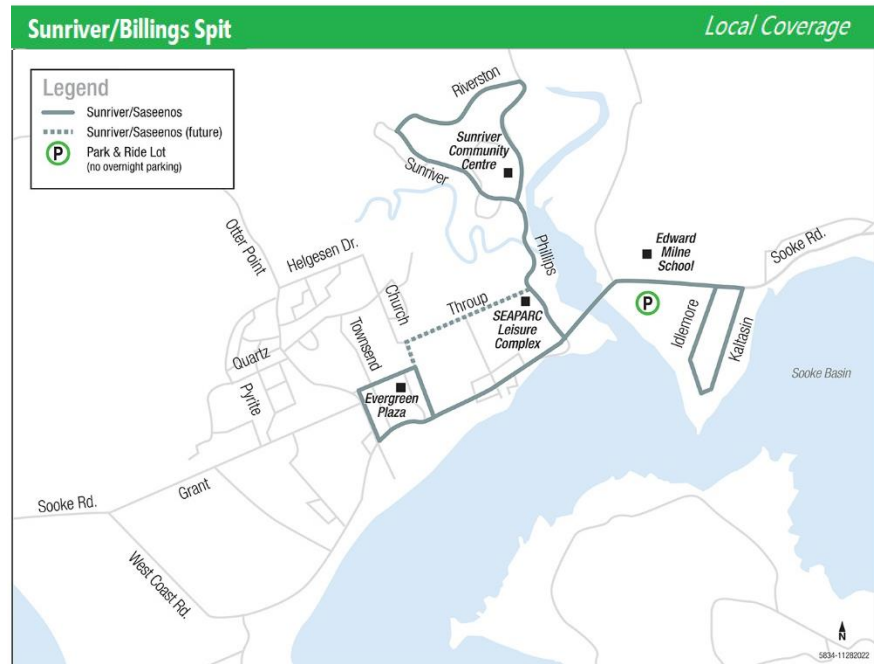 Sunriver/Billings Spit
Local Coverage
Legend
Sunriver/Saseenos
Sunriver/Saseenos (future)
P
Park & Ride Lot
(no overnight parking)
Riverston
Sunriver
Community
Centre
Sunriver
Otter Point
Helgesen Dr.
Phillips
Edward
Milne
School
Sooke Rd.
Church
Throup
SEAPARC
Leisure
Complex
P
Idlemore
Kaltasin
Townsend
Quartz
Pyrite
Evergreen
Plaza
Sooke Basin
Grant
Sooke Rd.
West Coast Rd.
N
5834-11282022